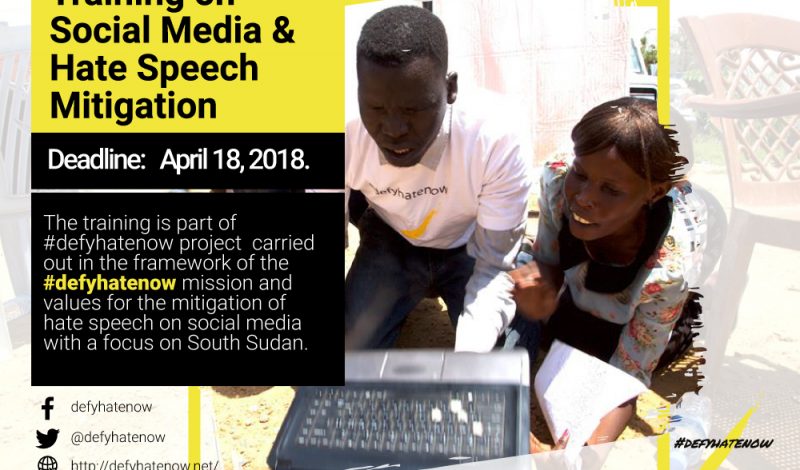 Training on
Social Media &
Hate Speech
Mitigation
Deadline: April 18, 2018.
The training is part of
#defyhatenow project carried
out in the framework of the
#defyhatenow mission and
values for the mitigation of
hate speech on social media
with a focus on South Sudan.
defyhatenow
@defyhatenow
http://defyhatenow.net/
defyhatenow
#DEFYHATENOW